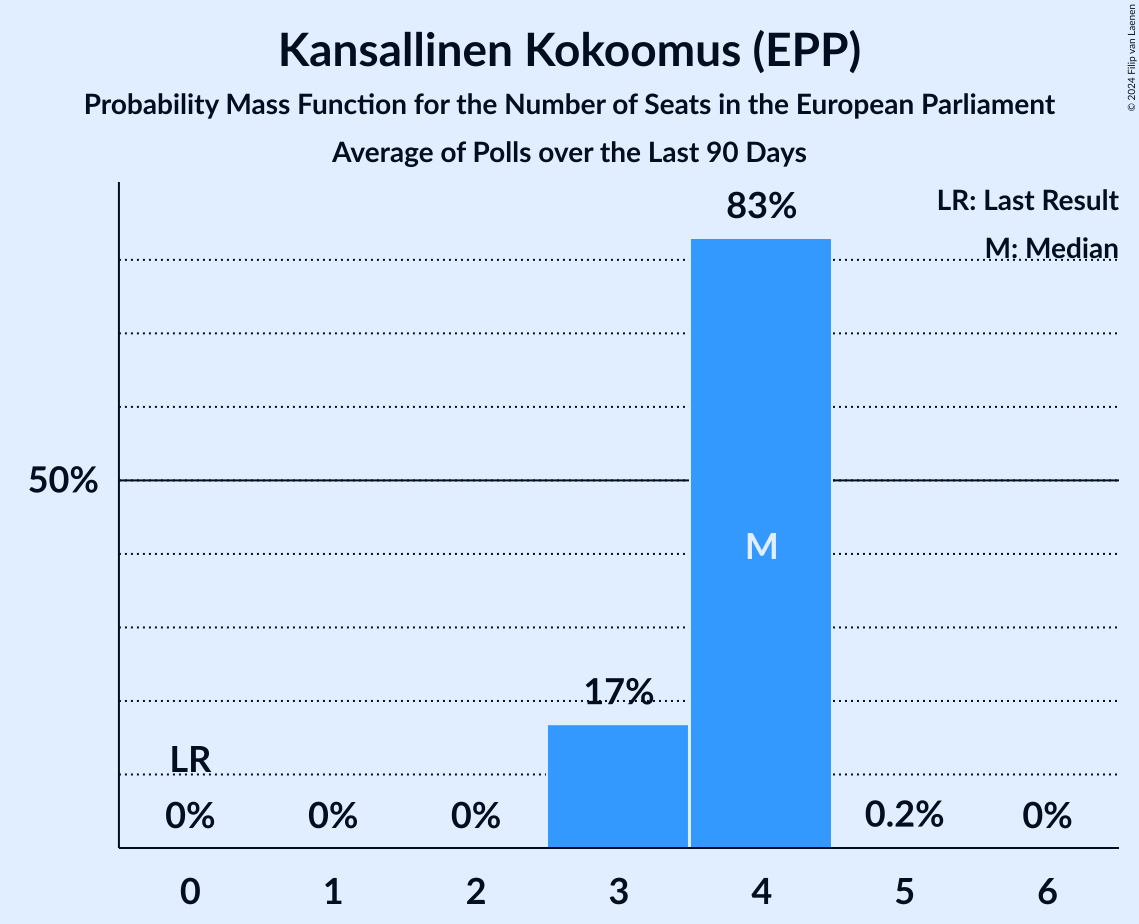 Kansallinen Kokoomus (EPP)
Probability Mass Function for the Number of Seats in the European Parliament
Average of Polls over the Last 90 Days
© 2024 Filip van Laenen
LR: Last Result
M: Median
83%
50%
M
17%
LR
0%
0%
0%
0.2%
0%
0
1
2
3
4
5
6